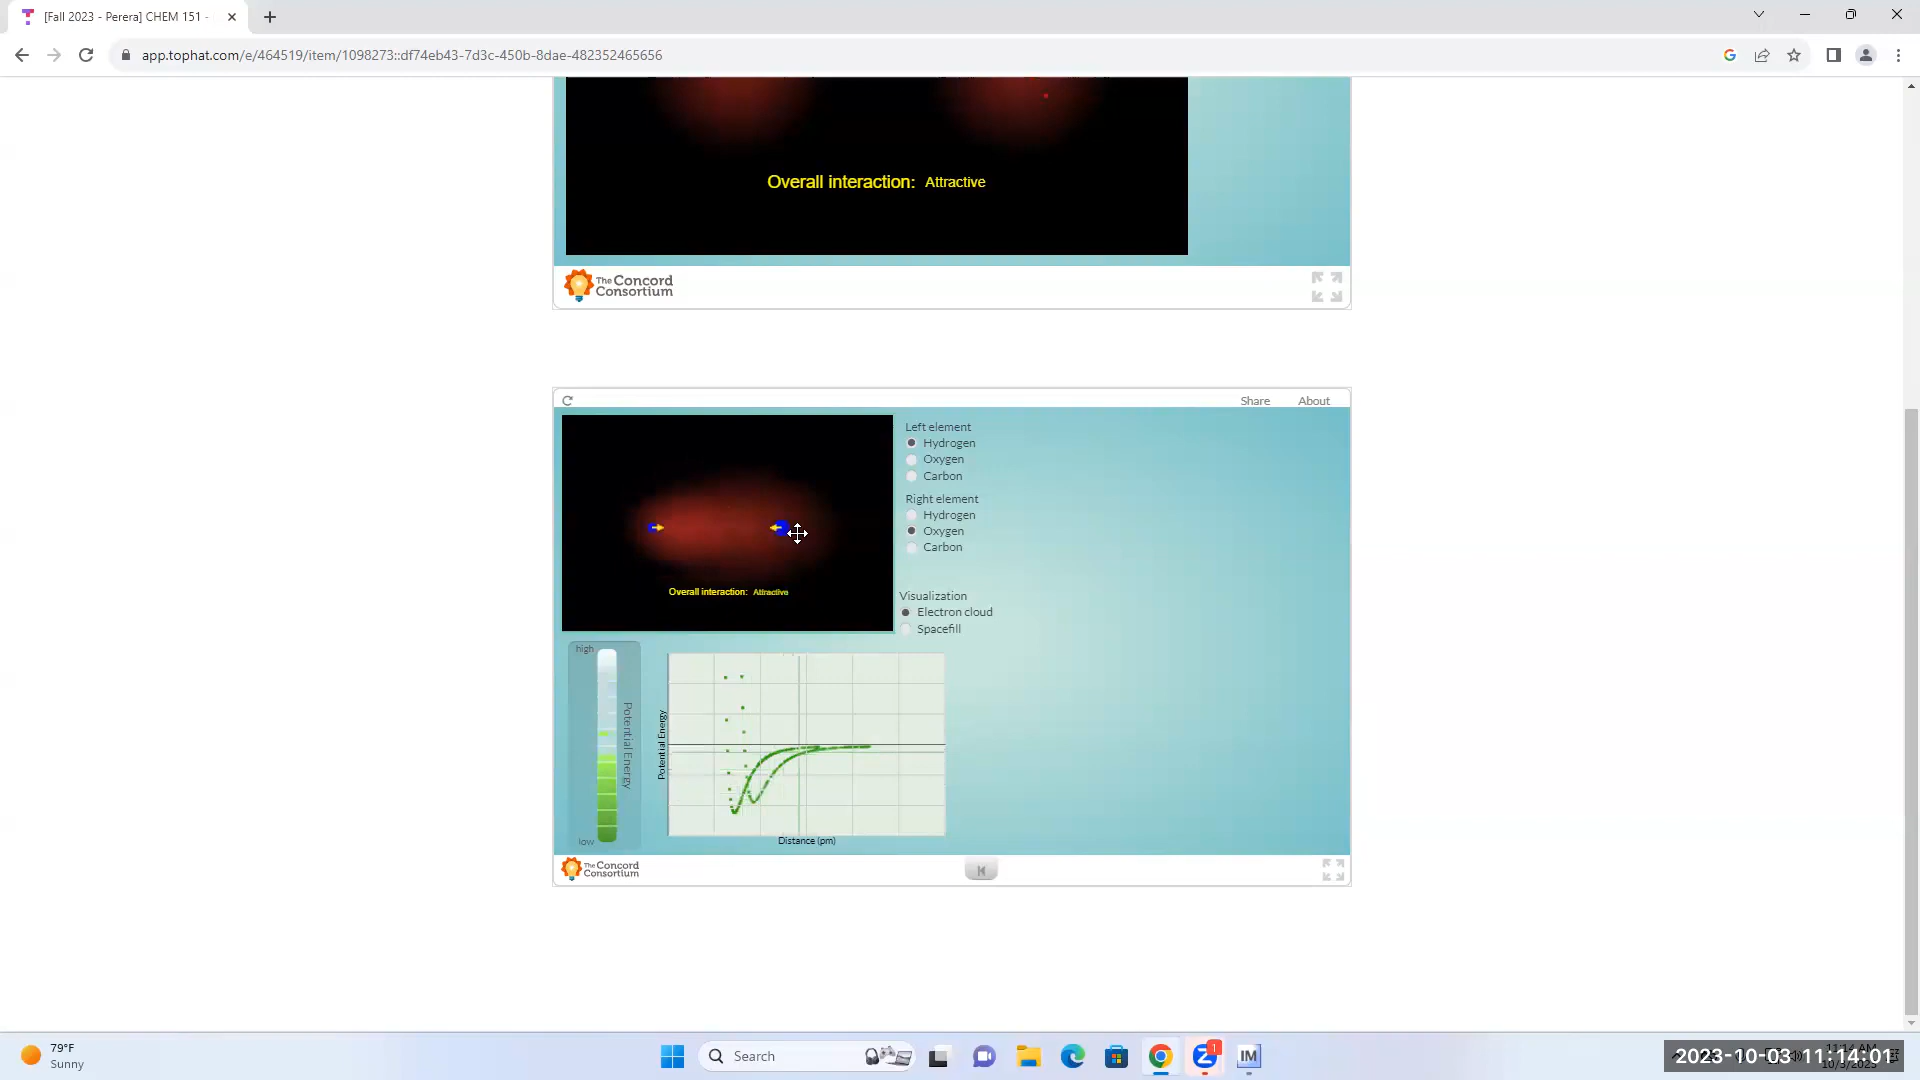 [Fall 2023 - Perera] CHEM 151 -
app.tophat.com/e/464519/item/1098273::df74eb43-7d3c-450b-8dae-482352465656
Overall interaction: Attractive
The Concord
Consortium
Share About
Left element
Hydrogen
Oxygen
Carbon
Right element
Hydrogen
Oxygen
Carbon
Overall interaction: Attractive
Visualization
Electron cloud
Spacefill
high
Potential Energy
low
Potential Energy
Distance (pm)
The Concord
Consortium
79°F
Sunny
Search
1
IM
2023-10-03 11:14:01